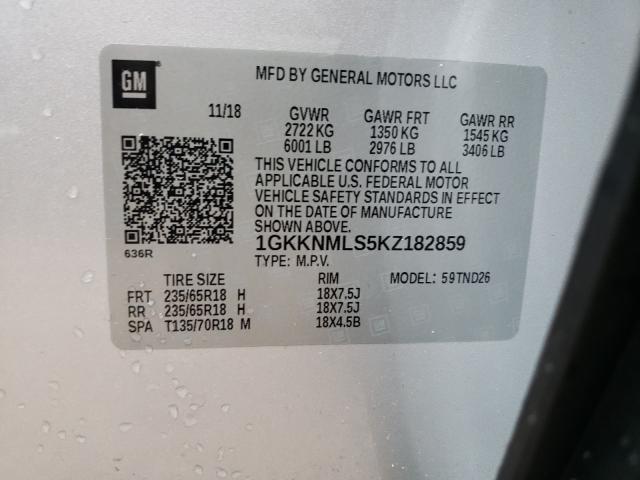 GM
MFD BY GENERAL MOTORS LLC
11/18 GVWR GAWR FRT GAWR RR
2722 KG 1350 KG 1545 KG
6001 LB 2976 LB 3406 LB
THIS VEHICLE CONFORMS TO ALL
APPLICABLE U.S. FEDERAL MOTOR
VEHICLE SAFETY STANDARDS IN EFFECT
ON THE DATE OF MANUFACTURE
SHOWN ABOVE.
636R
1GKKNMLS5KZ182859
TYPE: M.P.V. MODEL: 59TND26
TIRE SIZE RIM
FRT 235/65R18 H 18X7.5J
RR 235/65R18 H 18X7.5J
SPA T135/70R18 M 18X4.5B